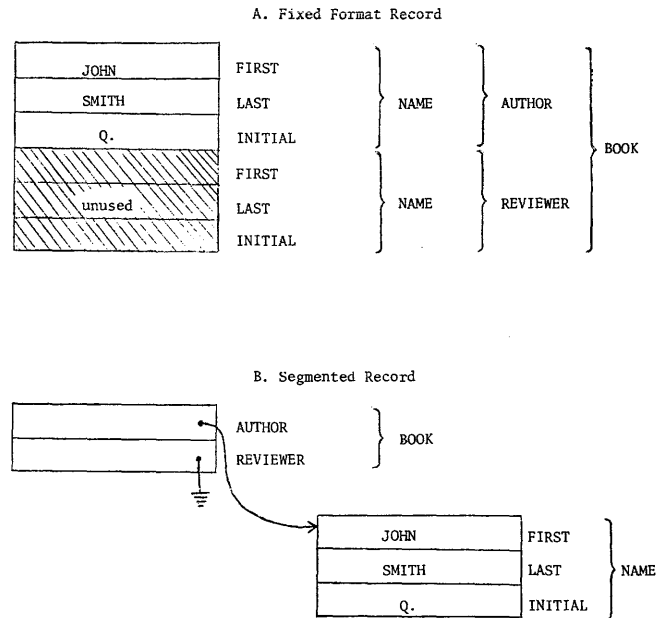 A. Fixed Format Record
JOHN FIRST
SMITH LAST NAME AUTHOR
Q. INITIAL
BOOK
FIRST
unused LAST NAME REVIEWER
INITIAL
B. Segmented Record
AUTHOR
BOOK
REVIEWER
JOHN FIRST
SMITH LAST NAME
Q. INITIAL